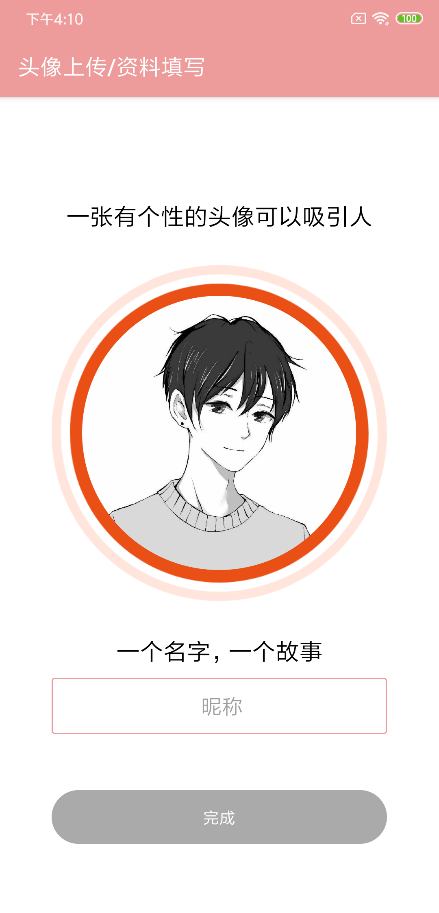 下午4:10
100
头像上传/资料填写
一张有个性的头像可以吸引人
一个名字，一个故事
昵称
完成